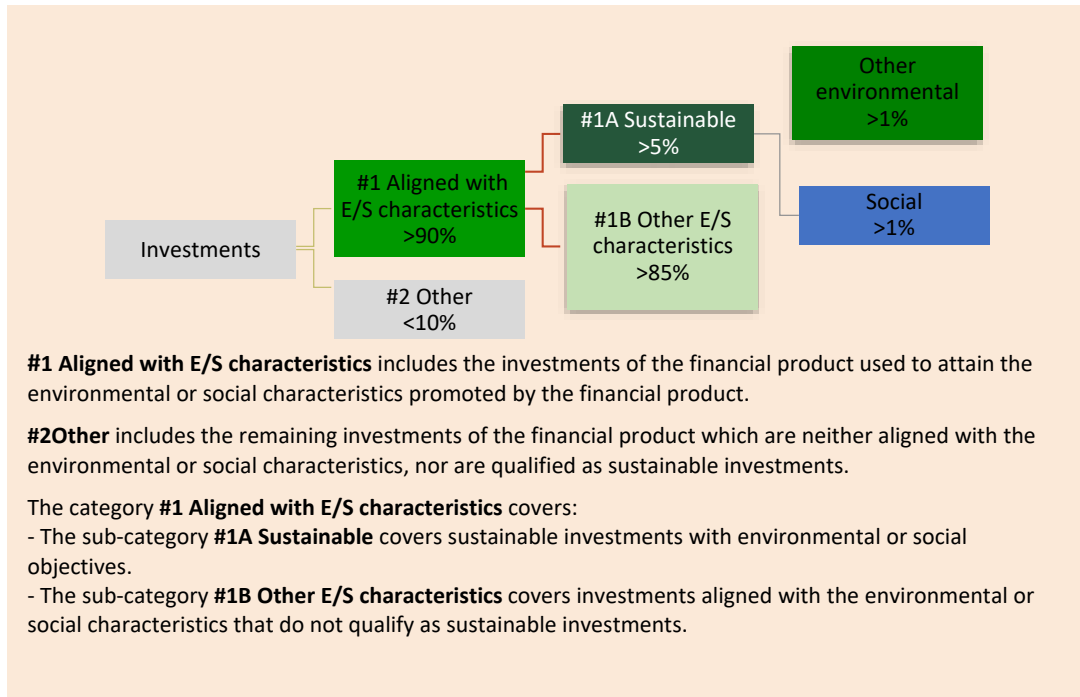 Other
environmental
>1%
#1A Sustainable
>5%
#1 Aligned with
E/S characteristics
>90%
Social
>1%
#1B Other E/S
characteristics
>85%
Investments
#2 Other
<10%
#1 Aligned with E/S characteristics includes the investments of the financial product used to attain the
environmental or social characteristics promoted by the financial product.
#2Other includes the remaining investments of the financial product which are neither aligned with the
environmental or social characteristics, nor are qualified as sustainable investments.
The category #1 Aligned with E/S characteristics covers:
- The sub-category #1A Sustainable covers sustainable investments with environmental or social
objectives.
- The sub-category #1B Other E/S characteristics covers investments aligned with the environmental or
social characteristics that do not qualify as sustainable investments.